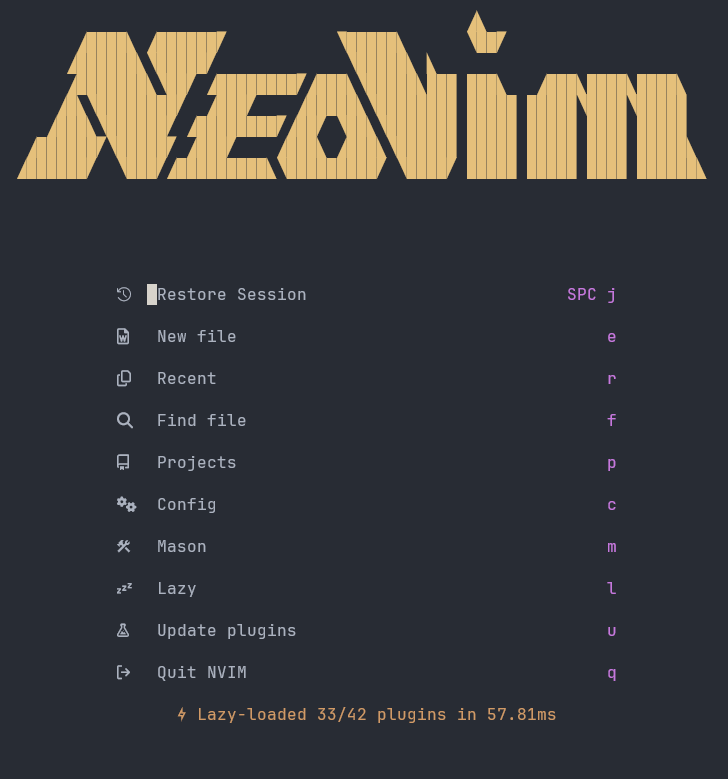 Neovim
Restore Session SPC j
New file e
Recent r
Find file f
Projects p
Config c
Mason m
Lazy l
Update plugins u
Quit NVIM q
Lazy-loaded 33/42 plugins in 57.81ms